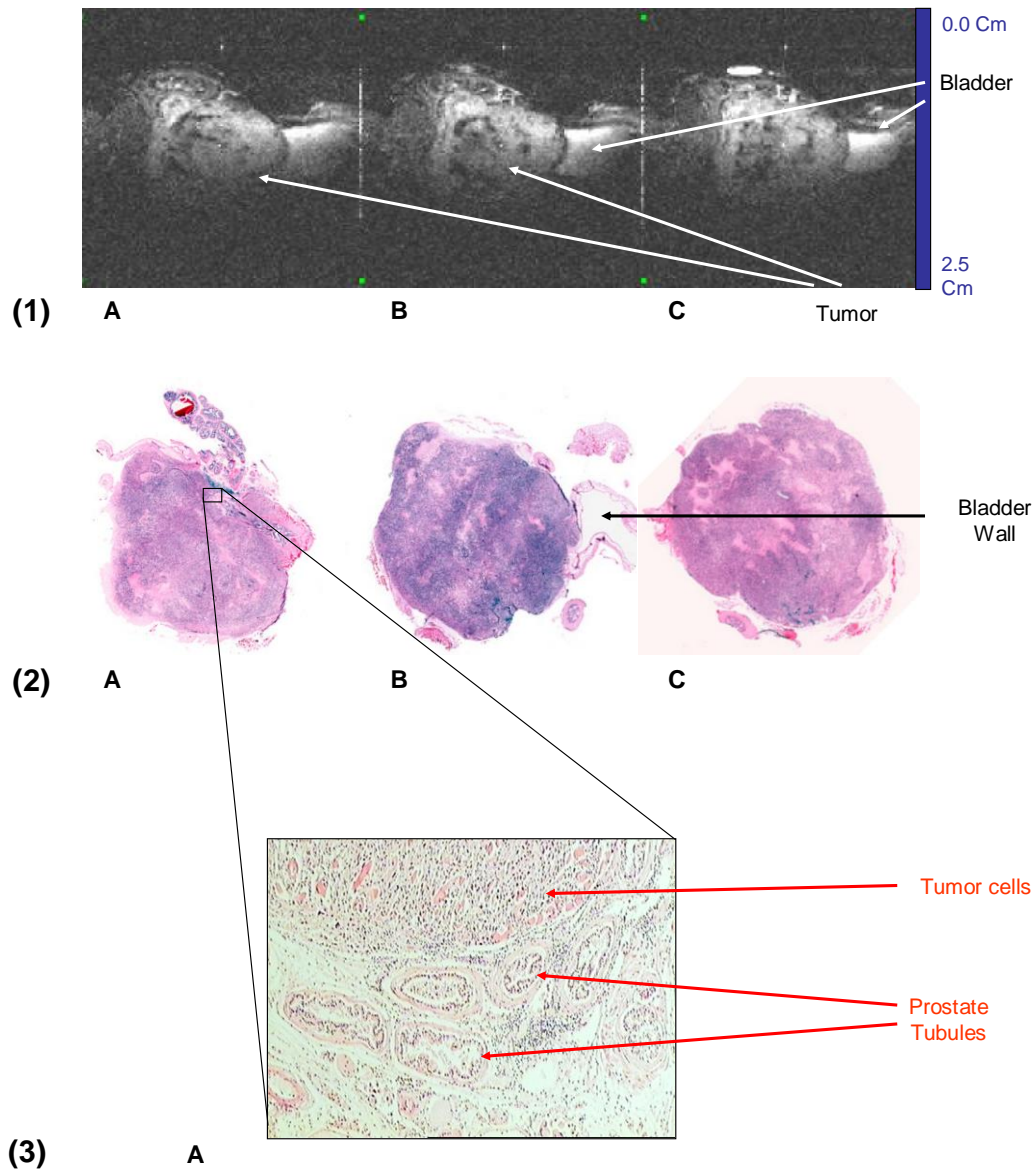 0.0 Cm
Bladder
2.5
Cm
(1)
A
B
C
Tumor
Bladder
Wall
(2)
A
B
C
Tumor cells
Prostate
Tubules
(3)
A